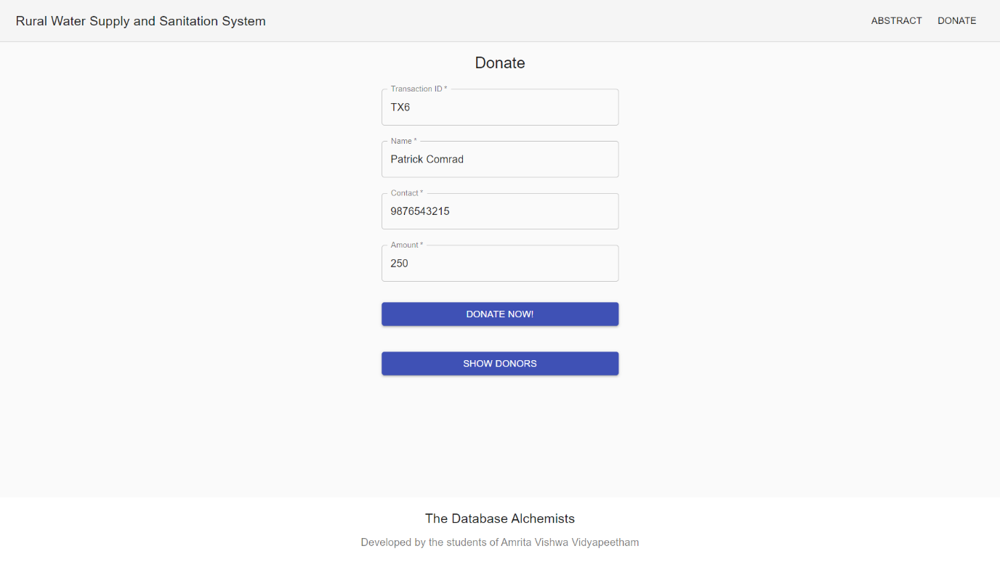 Rural Water Supply and Sanitation System
ABSTRACT
DONATE
Donate
Transaction ID *
TX6
Name *
Patrick Comrad
Contact *
9876543215
Amount *
250
DONATE NOW!
SHOW DONORS
The Database Alchemists
Developed by the students of Amrita Vishwa Vidyapeetham